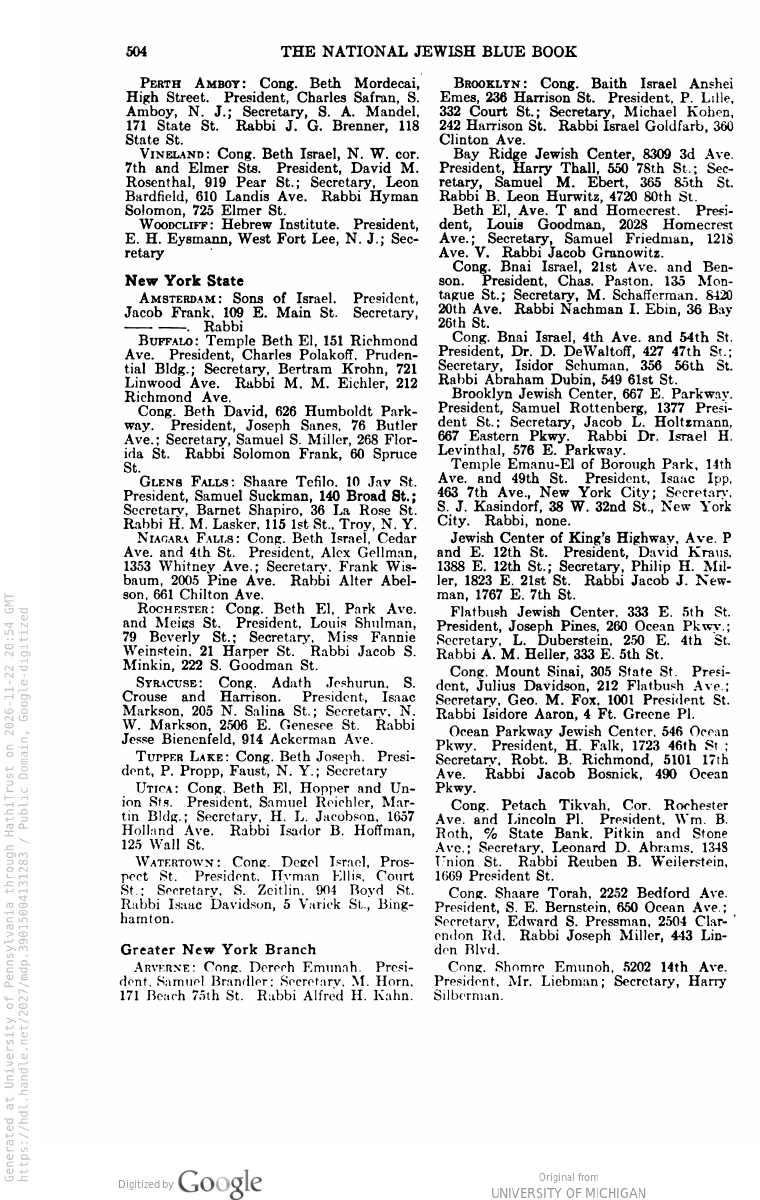 504
THE NATIONAL JEWISH BLUE BOOK
PERTH AMBOY: Cong. Beth Mordecai,
High Street. President, Charles Safran, S.
Amboy, N. J.; Secretary, S. A. Mandel,
171 State St. Rabbi J. G. Brenner, 118
State St.
VINELAND: Cong. Beth Israel, N. W. cor.
7th and Elmer Sts. President, David M.
Rosenthal, 919 Pear St.; Secretary, Leon
Bardfield, 610 Landis Ave. Rabbi Hyman
Solomon, 725 Elmer St.
WOODCLIFF: Hebrew Institute. President,
E. H. Eysmann, West Fort Lee, N. J.; Sec-
retary
New York State
AMSTERDAM: Sons of Israel. President,
Jacob Frank, 109 E. Main St. Secretary,
—— ——. Rabbi
BUFFALO: Temple Beth El, 151 Richmond
Ave. President, Charles Polakoff, Pruden-
tial Bldg.; Secretary, Bertram Krohn, 721
Linwood Ave. Rabbi M. M. Eichler, 212
Richmond Ave.
Cong. Beth David, 626 Humboldt Park-
way. President, Joseph Sanes, 76 Butler
Ave.; Secretary, Samuel S. Miller, 268 Flor-
ida St. Rabbi Solomon Frank, 60 Spruce
St.
GLENS FALLS: Shaare Tefilo, 10 Jay St.
President, Samuel Suckman, 140 Broad St.;
Secretary, Barnet Shapiro, 36 La Rose St.
Rabbi H. M. Lasker, 115 1st St., Troy, N. Y.
NIAGARA FALLS: Cong. Beth Israel, Cedar
Ave. and 4th St. President, Alex Gellman,
1353 Whitney Ave.; Secretary, Frank Wis-
baum, 2005 Pine Ave. Rabbi Alter Abel-
son, 661 Chilton Ave.
ROCHESTER: Cong. Beth El, Park Ave.
and Meigs St. President, Louis Shulman,
79 Beverly St.; Secretary, Miss Fannie
Weinstein, 21 Harper St. Rabbi Jacob S.
Minkin, 222 S. Goodman St.
SYRACUSE: Cong. Adath Jeshurun, S.
Crouse and Harrison. President, Isaac
Markson, 205 N. Salina St.; Secretary, N.
W. Markson, 2506 E. Genesee St. Rabbi
Jesse Bienenfeld, 914 Ackerman Ave.
TUPPER LAKE: Cong. Beth Joseph. Presi-
dent, P. Propp, Faust, N. Y.; Secretary
UTICA: Cong. Beth El, Hopper and Un-
ion Sts. President, Samuel Reichler, Mar-
tin Bldg.; Secretary, H. L. Jacobson, 1657
Holland Ave. Rabbi Isador B. Hoffman,
125 Wall St.
WATERTOWN: Cong. Degel Israel, Pros-
pect St. President, Hyman Ellis, Court
St.; Secretary, S. Zeitlin, 904 Boyd St.
Rabbi Isaac Davidson, 5 Varick St., Bing-
hamton.
Greater New York Branch
ARVERNE: Cong. Derech Emunah. Presi-
dent, Samuel Brandler; Secretary, M. Horn,
171 Beach 75th St. Rabbi Alfred H. Kahn.
BROOKLYN: Cong. Baith Israel Anshei
Emes, 236 Harrison St. President, P. Lille,
332 Court St.; Secretary, Michael Kohen,
242 Harrison St. Rabbi Israel Goldfarb, 360
Clinton Ave.
Bay Ridge Jewish Center, 8309 3d Ave.
President, Harry Thall, 550 78th St.; Sec-
retary, Samuel M. Ebert, 365 85th St.
Rabbi B. Leon Hurwitz, 4720 80th St.
Beth El, Ave. T and Homecrest. Presi-
dent, Louis Goodman, 2028 Homecrest
Ave.; Secretary, Samuel Friedman, 1218
Ave. V. Rabbi Jacob Granowitz.
Cong. Bnai Israel, 21st Ave. and Ben-
son. President, Chas. Paston, 135 Mon-
tague St.; Secretary, M. Schafferman, 8420
20th Ave. Rabbi Nachman I. Ebin, 36 Bay
26th St.
Cong. Bnai Israel, 4th Ave. and 54th St.
President, Dr. D. DeWaltoff, 427 47th St.;
Secretary, Isidor Schuman, 356 56th St.
Rabbi Abraham Dubin, 549 61st St.
Brooklyn Jewish Center, 667 E. Parkway.
President, Samuel Rottenberg, 1377 Presi-
dent St.; Secretary, Jacob L. Holtzmann,
667 Eastern Pkwy. Rabbi Dr. Israel H.
Levinthal, 576 E. Parkway.
Temple Emanu-El of Borough Park, 14th
Ave. and 49th St. President, Isaac Ipp,
463 7th Ave., New York City; Secretary,
S. J. Kasindorf, 38 W. 32nd St., New York
City. Rabbi, none.
Jewish Center of King's Highway, Ave. P
and E. 12th St. President, David Kraus,
1388 E. 12th St.; Secretary, Philip H. Mil-
ler, 1823 E. 21st St. Rabbi Jacob J. New-
man, 1767 E. 7th St.
Flatbush Jewish Center, 333 E. 5th St.
President, Joseph Pines, 260 Ocean Pkwy.;
Secretary, L. Duberstein, 250 E. 4th St.
Rabbi A. M. Heller, 333 E. 5th St.
Cong. Mount Sinai, 305 State St. Presi-
dent, Julius Davidson, 212 Flatbush Ave.;
Secretary, Geo. M. Fox, 1001 President St.
Rabbi Isidore Aaron, 4 Ft. Greene Pl.
Ocean Parkway Jewish Center, 546 Ocean
Pkwy. President, H. Falk, 1723 46th St.;
Secretary, Robt. B. Richmond, 5101 17th
Ave. Rabbi Jacob Bosnick, 490 Ocean
Pkwy.
Cong. Petach Tikvah, Cor. Rochester
Ave. and Lincoln Pl. President, Wm. B.
Roth, % State Bank, Pitkin and Stone
Ave.; Secretary, Leonard D. Abrams, 1348
Union St. Rabbi Reuben B. Weilerstein,
1669 President St.
Cong. Shaare Torah, 2252 Bedford Ave.
President, S. E. Bernstein, 650 Ocean Ave.;
Secretary, Edward S. Pressman, 2504 Clar-
endon Rd. Rabbi Joseph Miller, 443 Lin-
den Blvd.
Cong. Shomre Emunoh, 5202 14th Ave.
President, Mr. Liebman; Secretary, Harry
Silberman.
Generated at University of Pennsylvania through HathiTrust on 2026-11-22 20:54 GMT
https://hdl.handle.net/2027/mdp.39015004131283 / Public Domain, Google-digitized
Digitized by Google
Original from
UNIVERSITY OF MICHIGAN